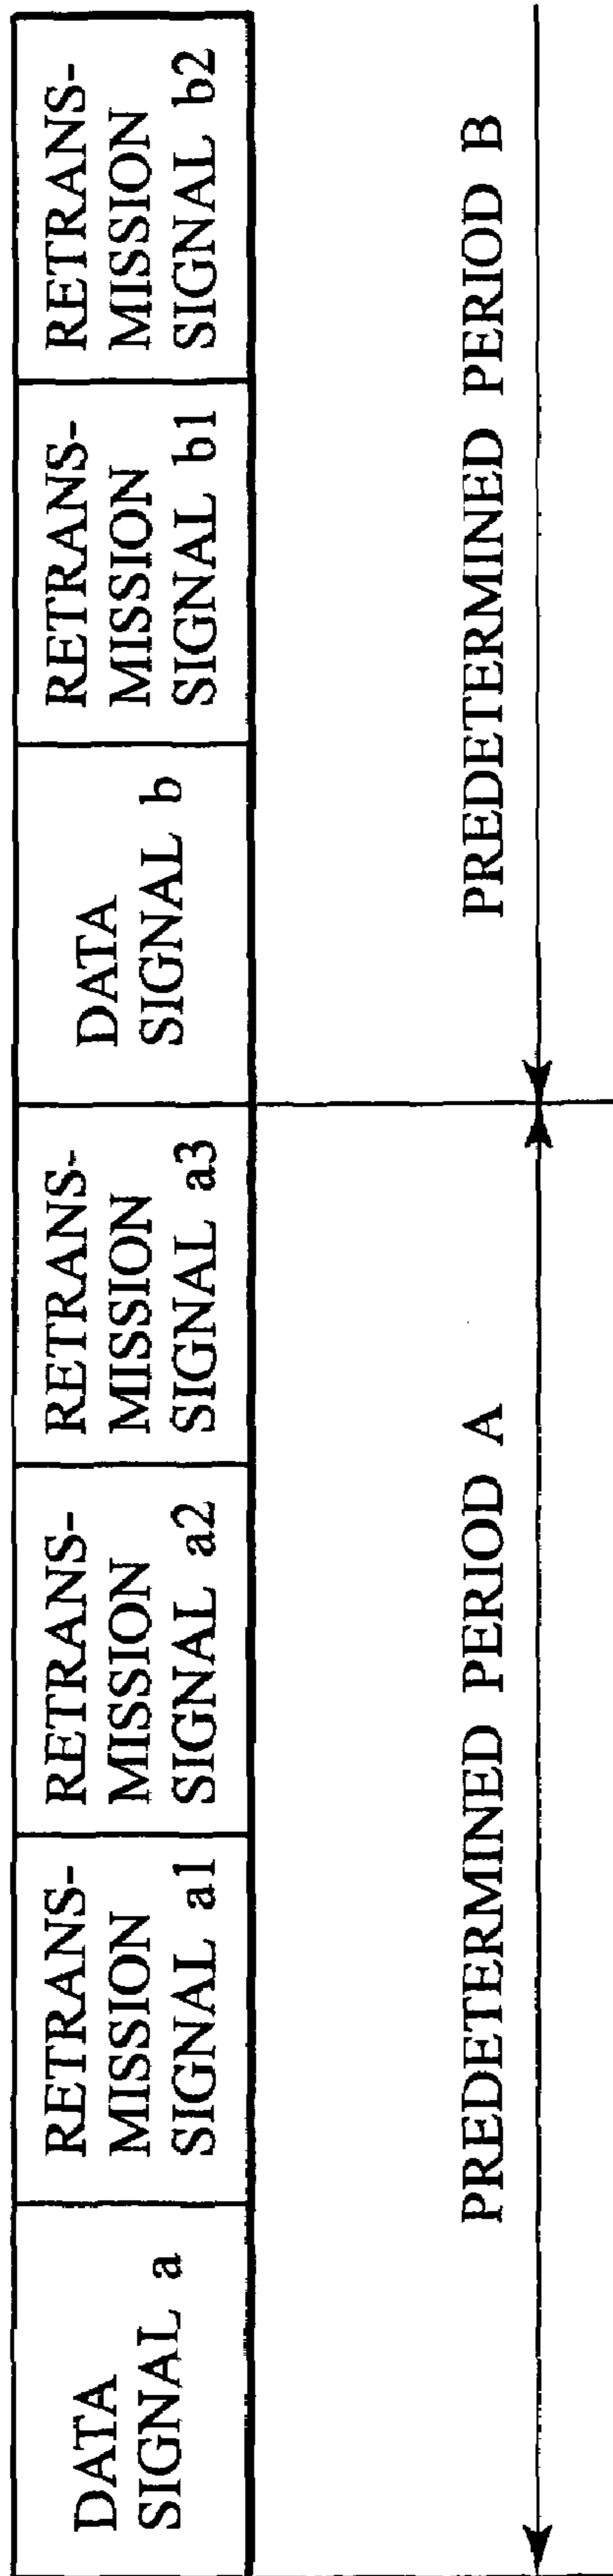 DATA
SIGNAL a
RETRANS-
MISSION
SIGNAL a1
RETRANS-
MISSION
SIGNAL a2
RETRANS-
MISSION
SIGNAL a3
DATA
SIGNAL b
RETRANS-
MISSION
SIGNAL b1
RETRANS-
MISSION
SIGNAL b2
PREDETERMINED PERIOD A
PREDETERMINED PERIOD B